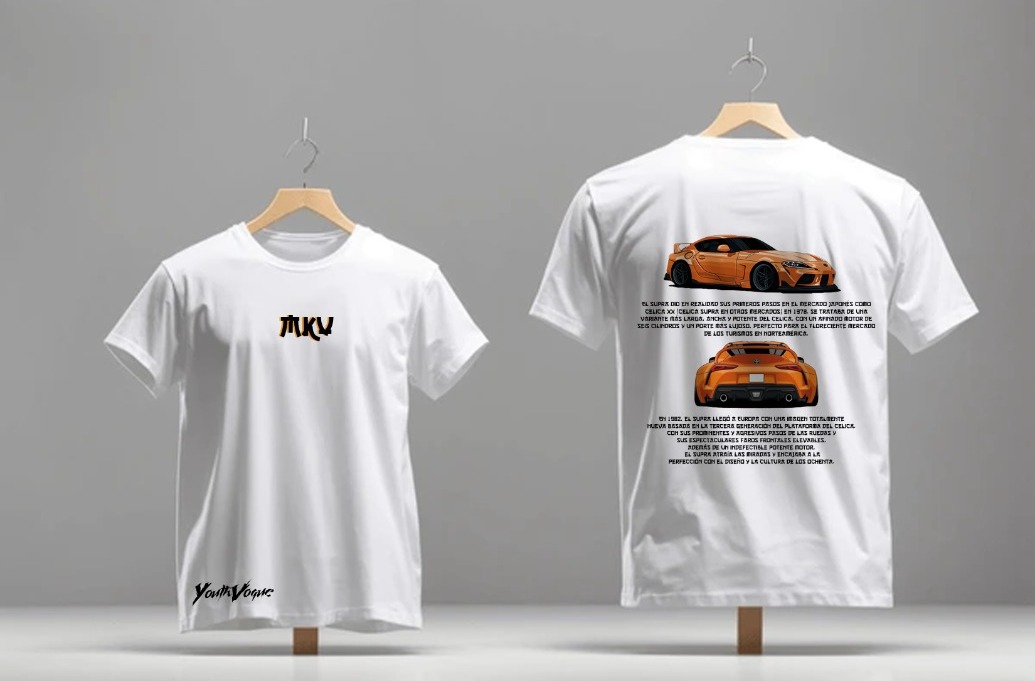 MKV
YouthVogue
EL SUPRA DIO EN REALIDAD SUS PRIMEROS PASOS EN EL MERCADO JAPONÉS COMO
CELICA XX (CELICA SUPRA EN OTROS MERCADOS) EN 1978. SE TRATABA DE UNA
VARIANTE MÁS LARGA, ANCHA Y POTENTE DEL CELICA, CON UN AFINADO MOTOR DE
SEIS CILINDROS Y UN PORTE MÁS LUJOSO, PERFECTO PARA EL FLORECIENTE MERCADO
DE LOS TURISMOS EN NORTEAMÉRICA.
EN 1982, EL SUPRA LLEGÓ A EUROPA CON UNA IMAGEN TOTALMENTE
NUEVA BASADA EN LA TERCERA GENERACIÓN DEL PLATAFORMA DEL CELICA.
CON SUS PROMINENTES Y AGRESIVOS PASOS DE LAS RUEDAS Y
SUS ESPECTACULARES FAROS FRONTALES ELEVABLES,
ADEMÁS DE UN INDEFECTIBLE POTENTE MOTOR,
EL SUPRA ATRAÍA LAS MIRADAS Y ENCAJABA A LA
PERFECCIÓN CON EL DISEÑO Y LA CULTURA DE LOS OCHENTA.